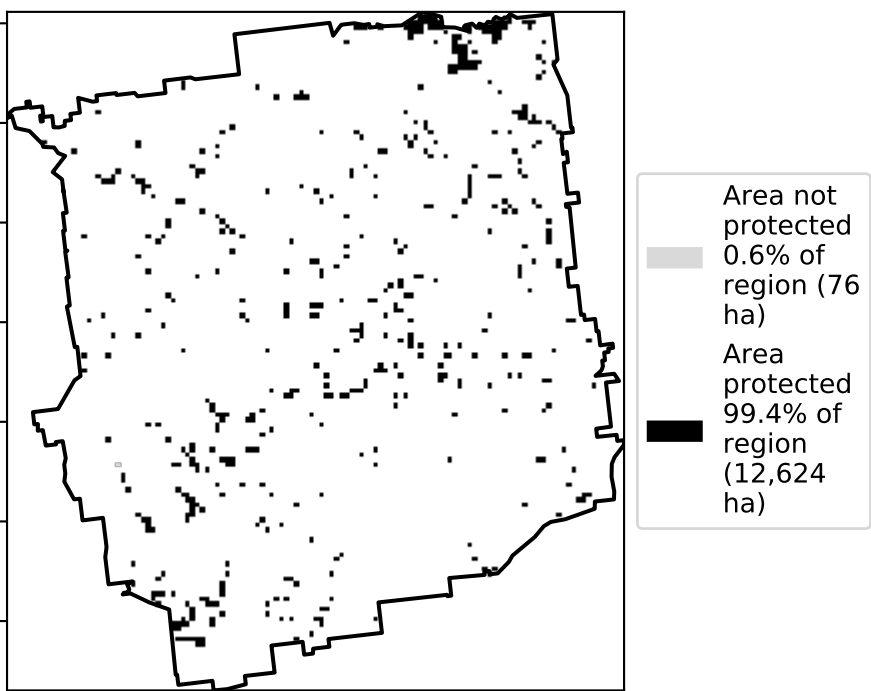 Area not
protected
0.6% of
region (76
ha)
Area
protected
99.4% of
region
(12,624
ha)